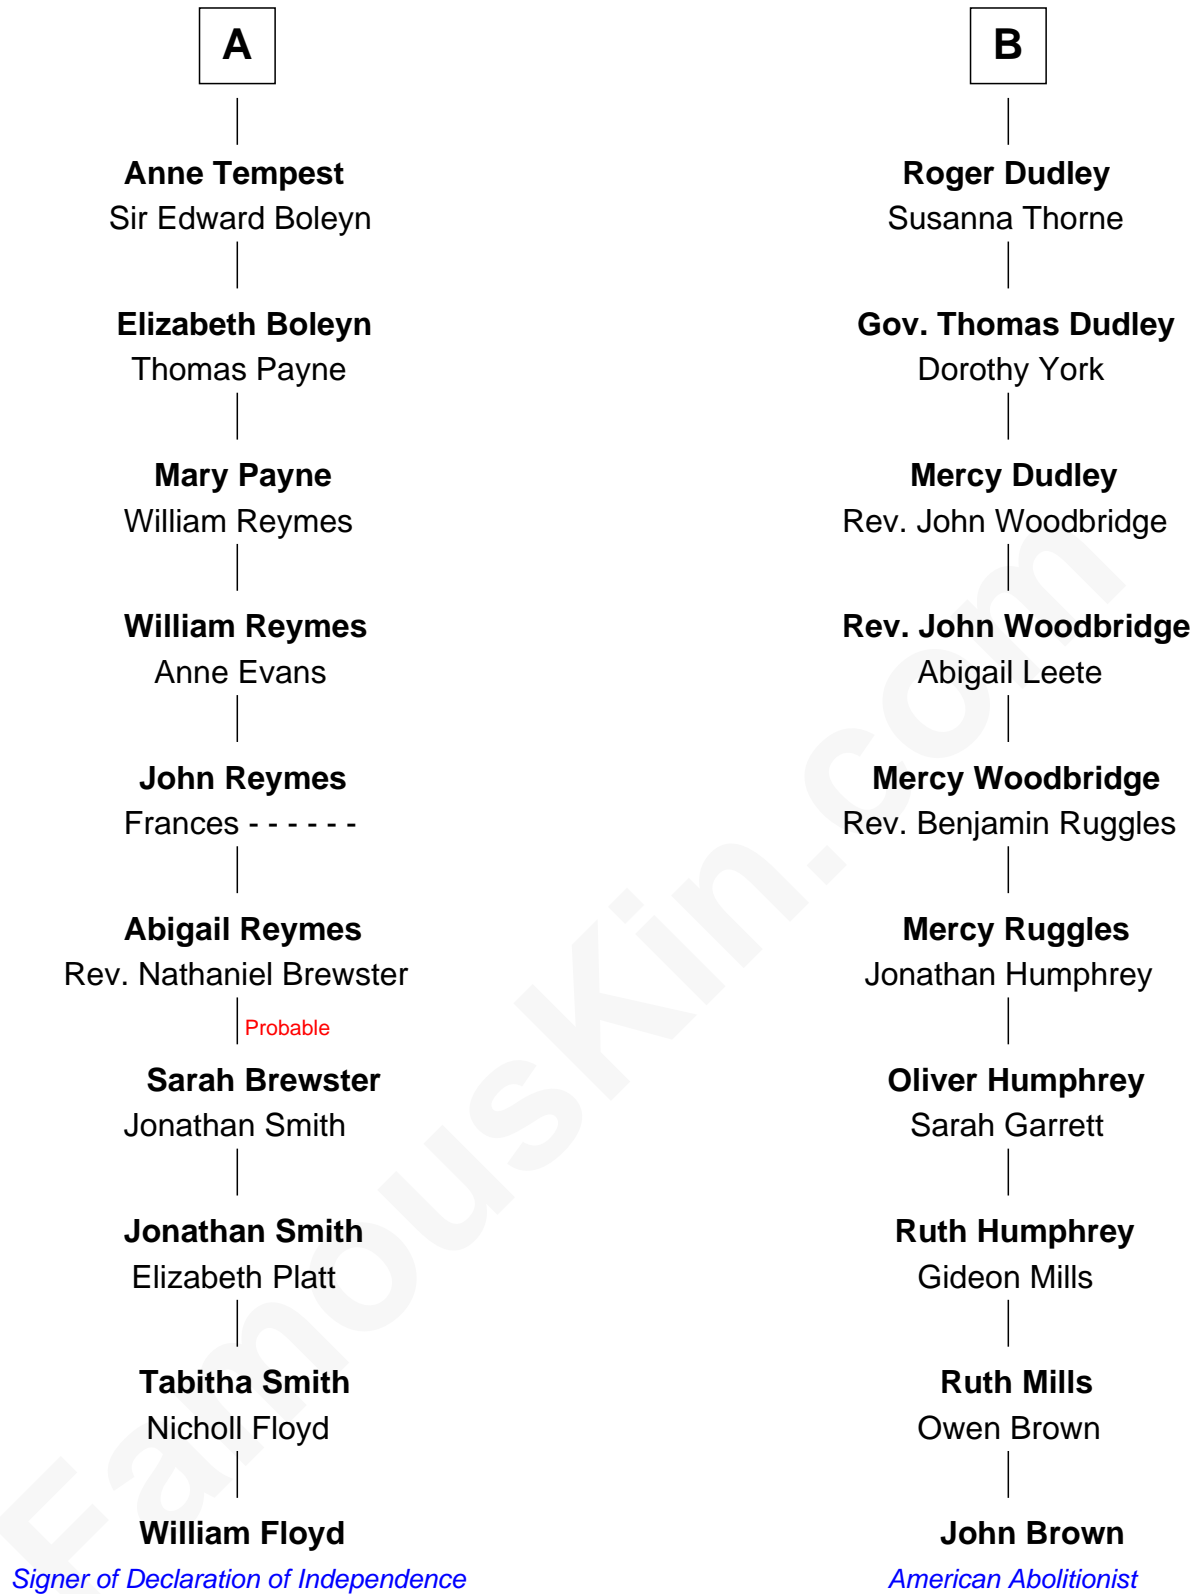 A
Anne Tempest
Sir Edward Boleyn
Elizabeth Boleyn
Thomas Payne
Mary Payne
William Reymes
William Reymes
Anne Evans
John Reymes
Frances - - - - - -
Abigail Reymes
Rev. Nathaniel Brewster
Probable
Sarah Brewster
Jonathan Smith
Jonathan Smith
Elizabeth Platt
Tabitha Smith
Nicholl Floyd
William Floyd
Signer of Declaration of Independence
B
Roger Dudley
Susanna Thorne
Gov. Thomas Dudley
Dorothy York
Mercy Dudley
Rev. John Woodbridge
Rev. John Woodbridge
Abigail Leete
Mercy Woodbridge
Rev. Benjamin Ruggles
Mercy Ruggles
Jonathan Humphrey
Oliver Humphrey
Sarah Garrett
Ruth Humphrey
Gideon Mills
Ruth Mills
Owen Brown
John Brown
American Abolitionist
FamousKin.com